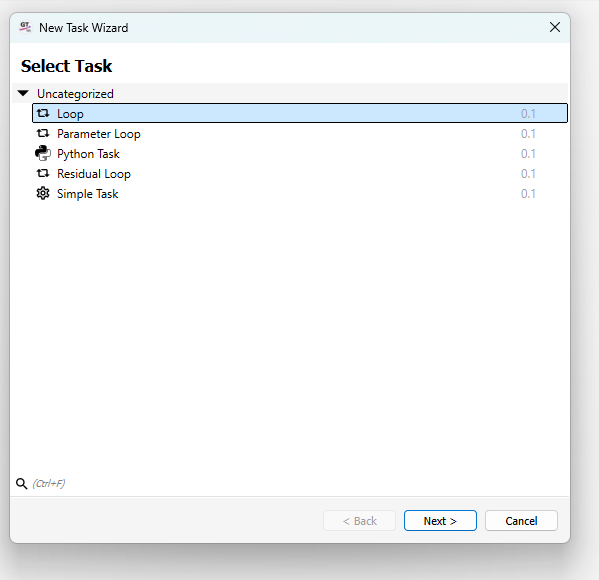 GT
New Task Wizard
Select Task
Uncategorized
Loop 0.1
Parameter Loop 0.1
Python Task 0.1
Residual Loop 0.1
Simple Task 0.1
(Ctrl+F)
< Back Next > Cancel